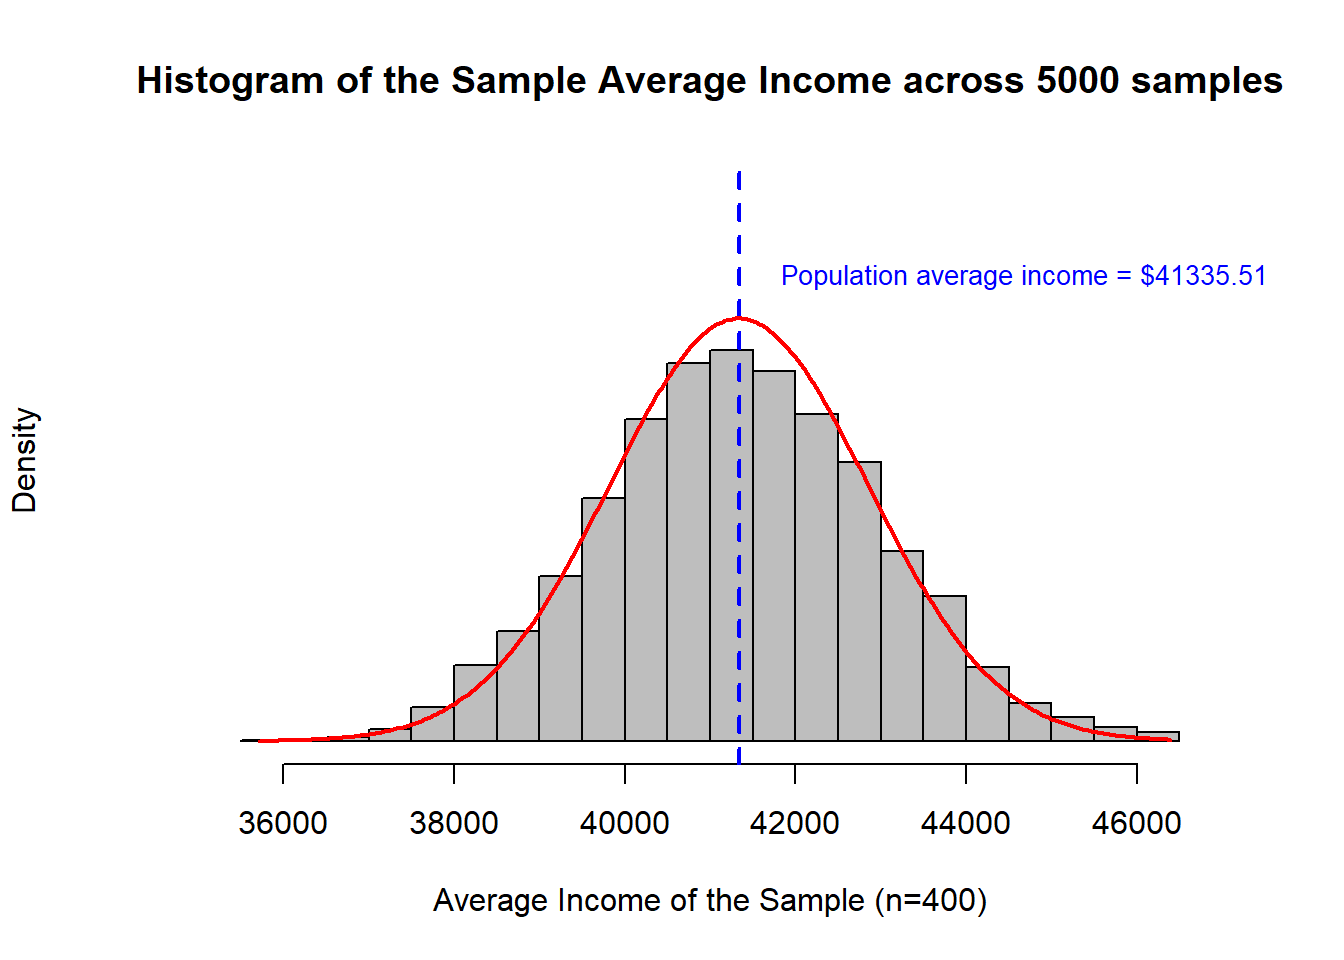 Histogram of the Sample Average Income across 5000 samples
Population average income = $41335.51
Density
36000 38000 40000 42000 44000 46000
Average Income of the Sample (n=400)